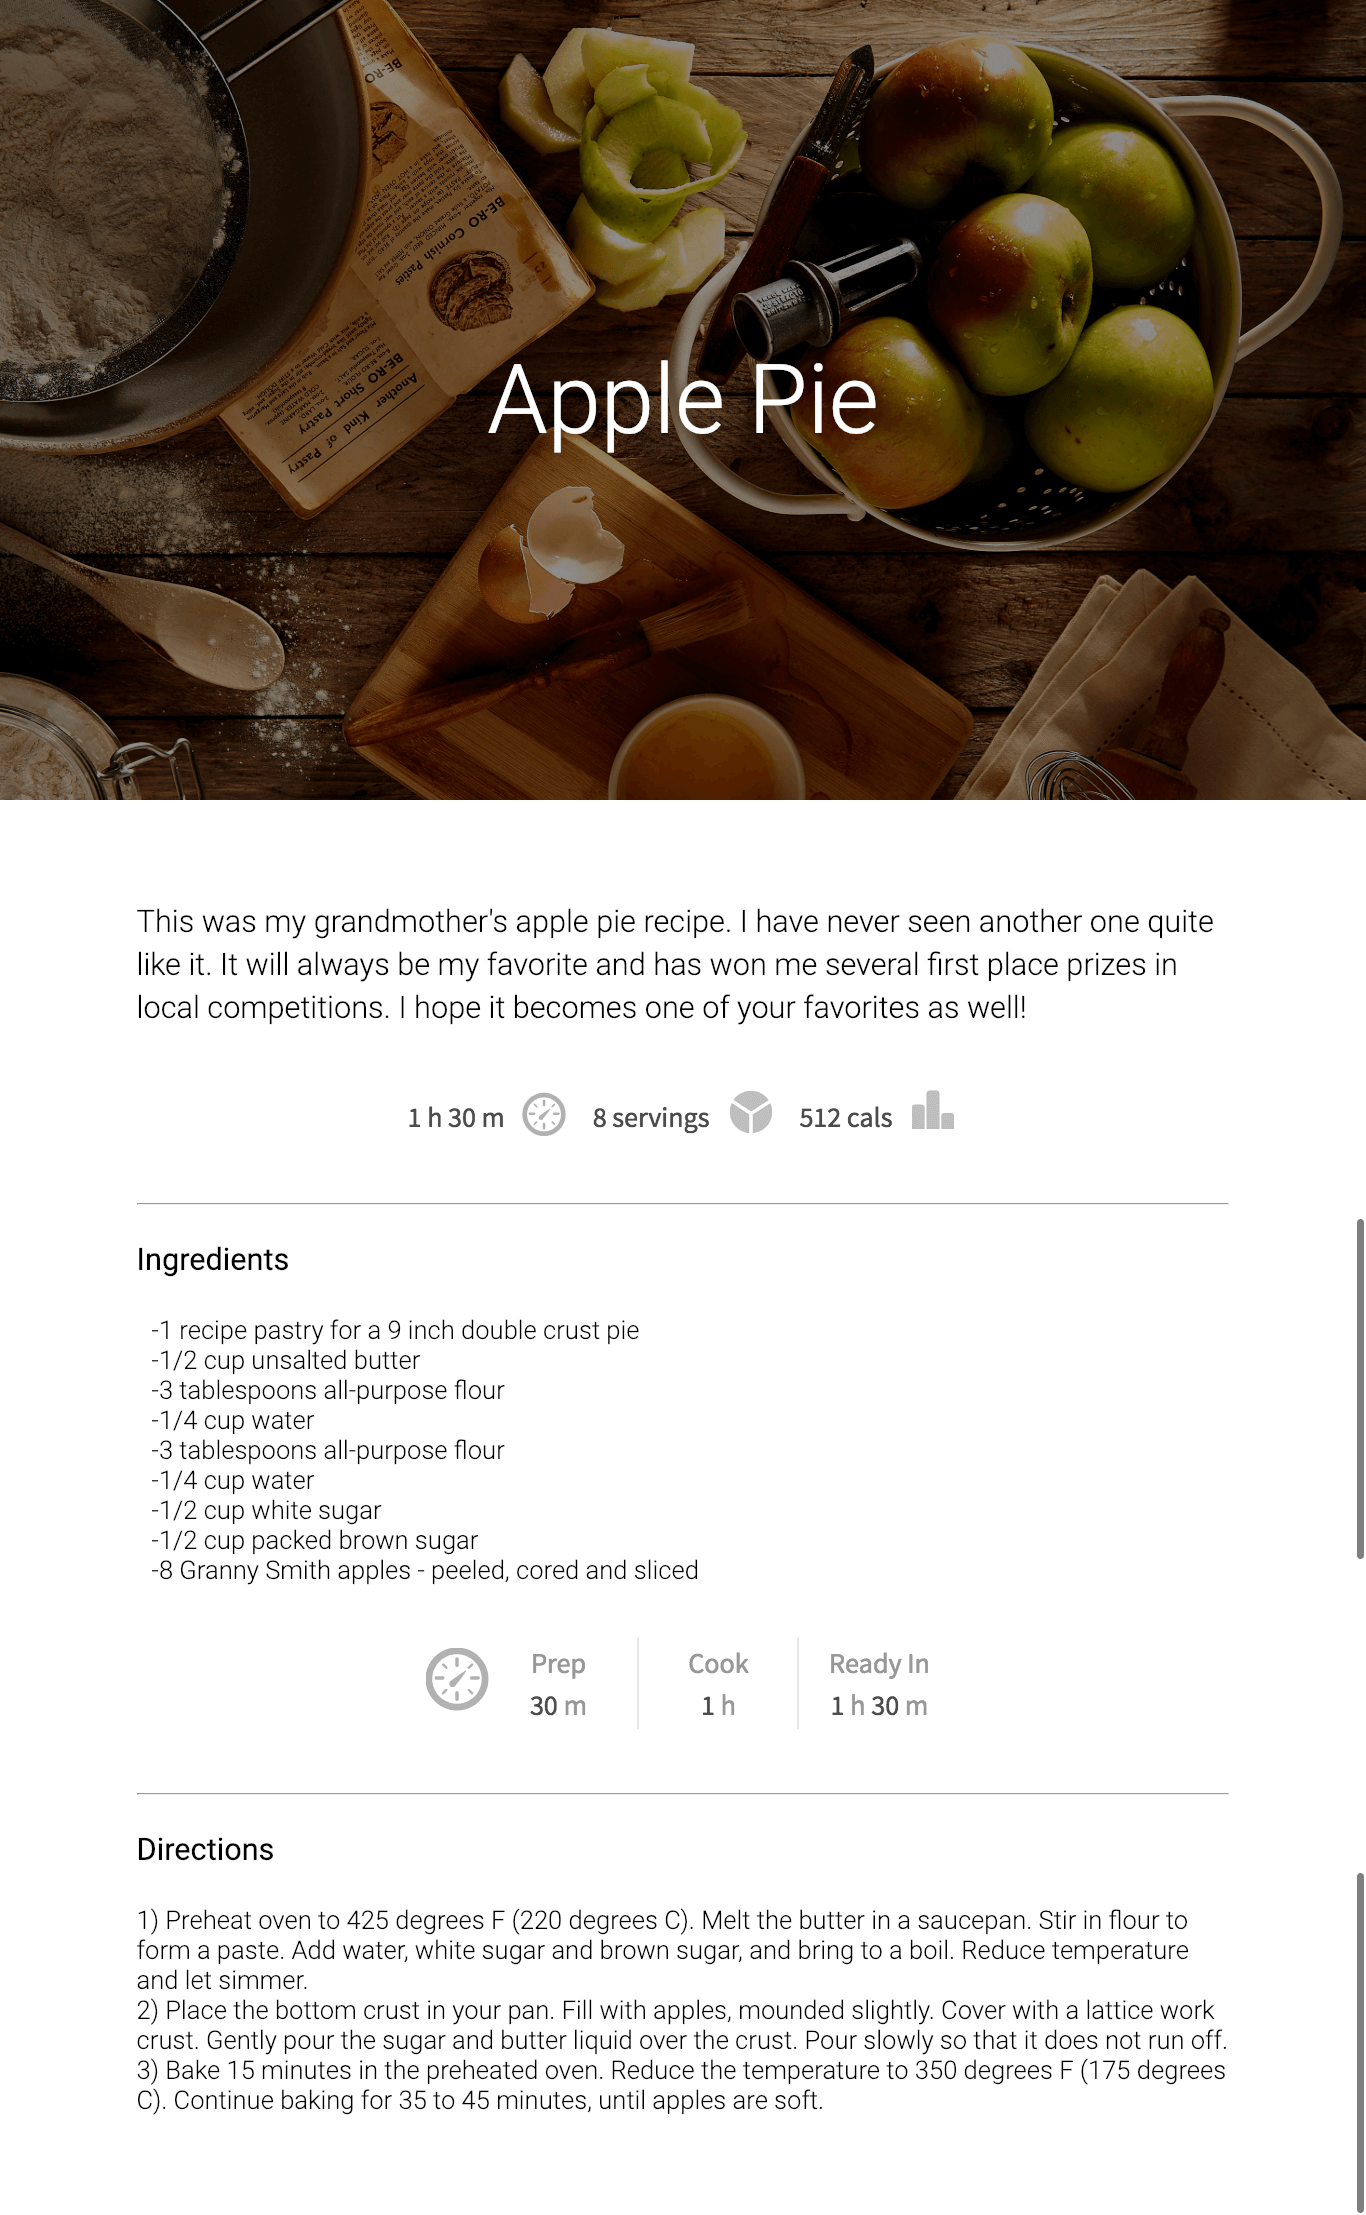 BE-RO
BE-RO Cornish Pasties
Another Kind of Pastry
BE-RO Short Pastry
Apple Pie
This was my grandmother's apple pie recipe. I have never seen another one quite
like it. It will always be my favorite and has won me several first place prizes in
local competitions. I hope it becomes one of your favorites as well!
1 h 30 m 8 servings 512 cals
Ingredients
-1 recipe pastry for a 9 inch double crust pie
-1/2 cup unsalted butter
-3 tablespoons all-purpose flour
-1/4 cup water
-3 tablespoons all-purpose flour
-1/4 cup water
-1/2 cup white sugar
-1/2 cup packed brown sugar
-8 Granny Smith apples - peeled, cored and sliced
Prep Cook Ready In
30 m 1 h 1 h 30 m
Directions
1) Preheat oven to 425 degrees F (220 degrees C). Melt the butter in a saucepan. Stir in flour to
form a paste. Add water, white sugar and brown sugar, and bring to a boil. Reduce temperature
and let simmer.
2) Place the bottom crust in your pan. Fill with apples, mounded slightly. Cover with a lattice work
crust. Gently pour the sugar and butter liquid over the crust. Pour slowly so that it does not run off.
3) Bake 15 minutes in the preheated oven. Reduce the temperature to 350 degrees F (175 degrees
C). Continue baking for 35 to 45 minutes, until apples are soft.